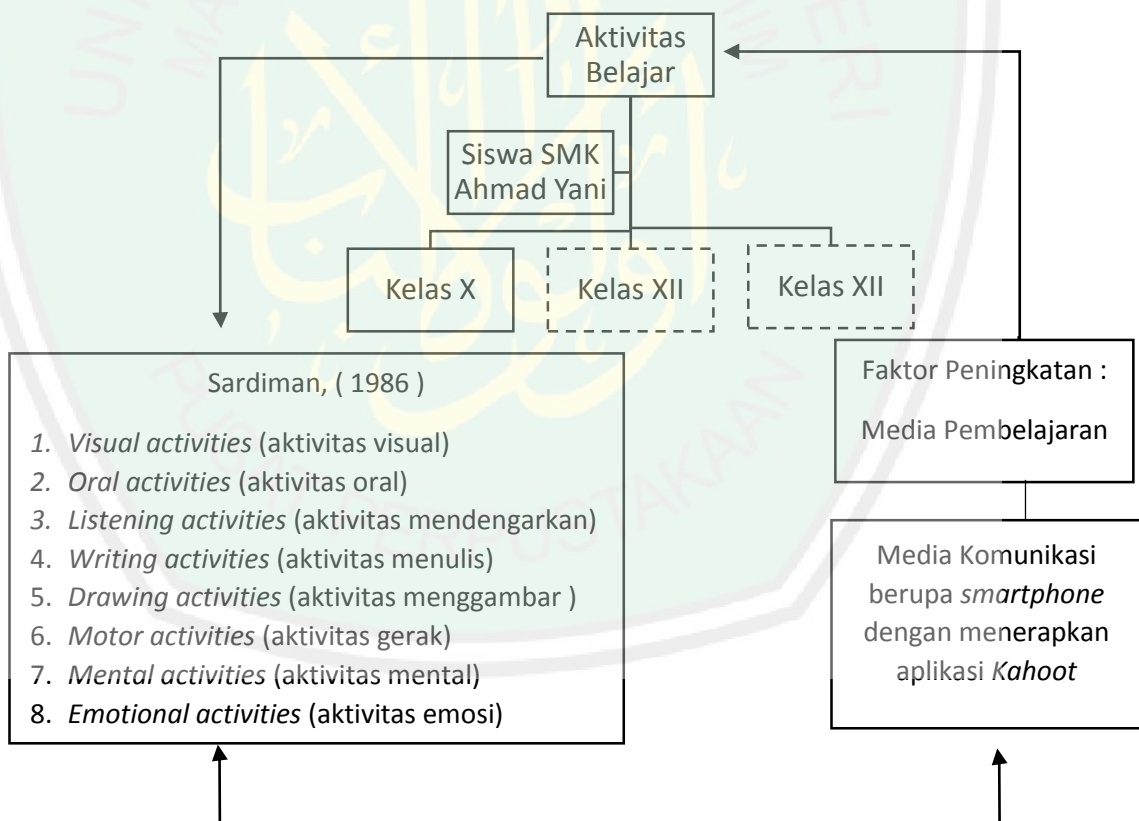 Aktivitas
Belajar
Siswa SMK
Ahmad Yani
Kelas X
Kelas XII
Kelas XII
Sardiman, ( 1986 )
1. Visual activities (aktivitas visual)
2. Oral activities (aktivitas oral)
3. Listening activities (aktivitas mendengarkan)
4. Writing activities (aktivitas menulis)
5. Drawing activities (aktivitas menggambar )
6. Motor activities (aktivitas gerak)
7. Mental activities (aktivitas mental)
8. Emotional activities (aktivitas emosi)
Faktor Peningkatan :
Media Pembelajaran
Media Komunikasi
berupa smartphone
dengan menerapkan
aplikasi Kahoot
PUSAT PERPUSTAKAAN